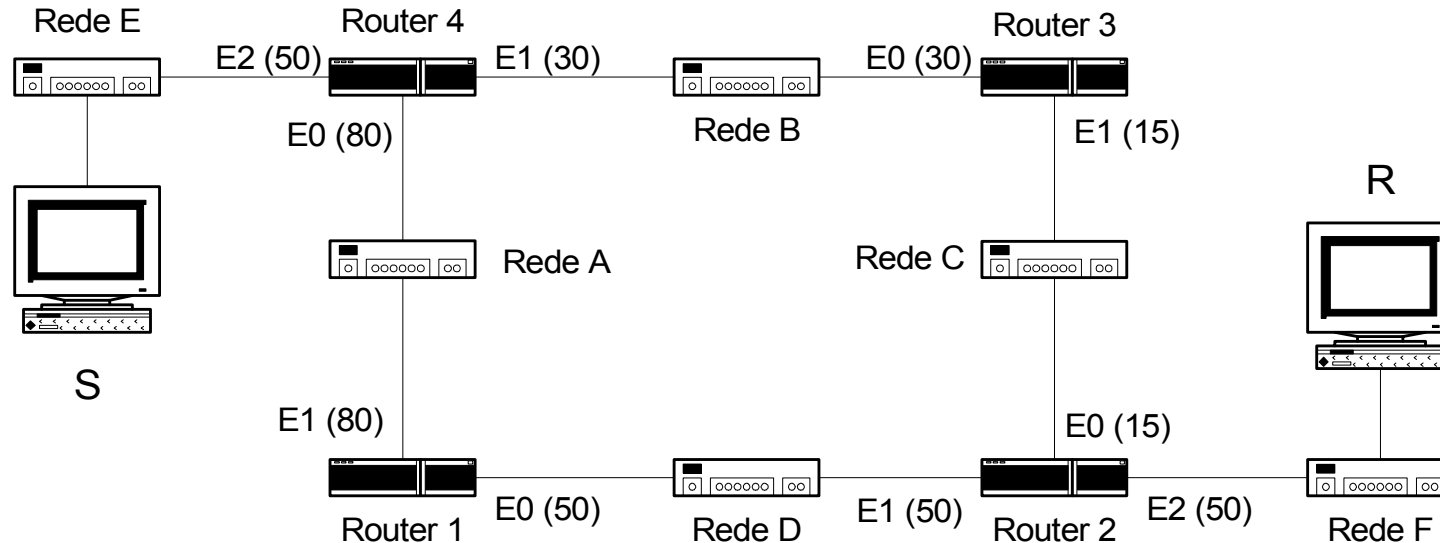 Rede E
Router 4
Router 3
E2 (50)
E1 (30)
E0 (30)
E0 (80)
Rede B
E1 (15)
R
Rede A
Rede C
S
E1 (80)
E0 (15)
E0 (50)
E1 (50)
E2 (50)
Router 1
Rede D
Router 2
Rede F